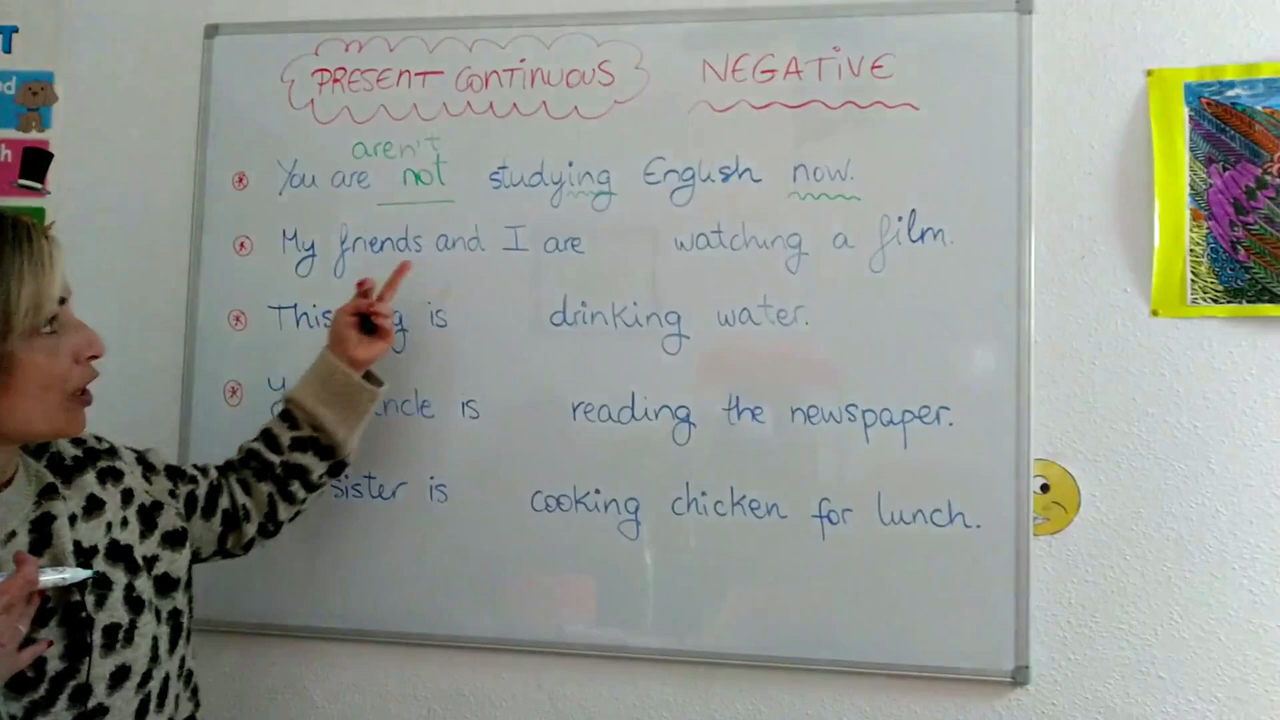 PRESENT CONTINUOUS NEGATIVE
aren't
You are not studying English now.
My friends and I are watching a film.
This is drinking water.
is reading the newspaper.
sister is cooking chicken for lunch.